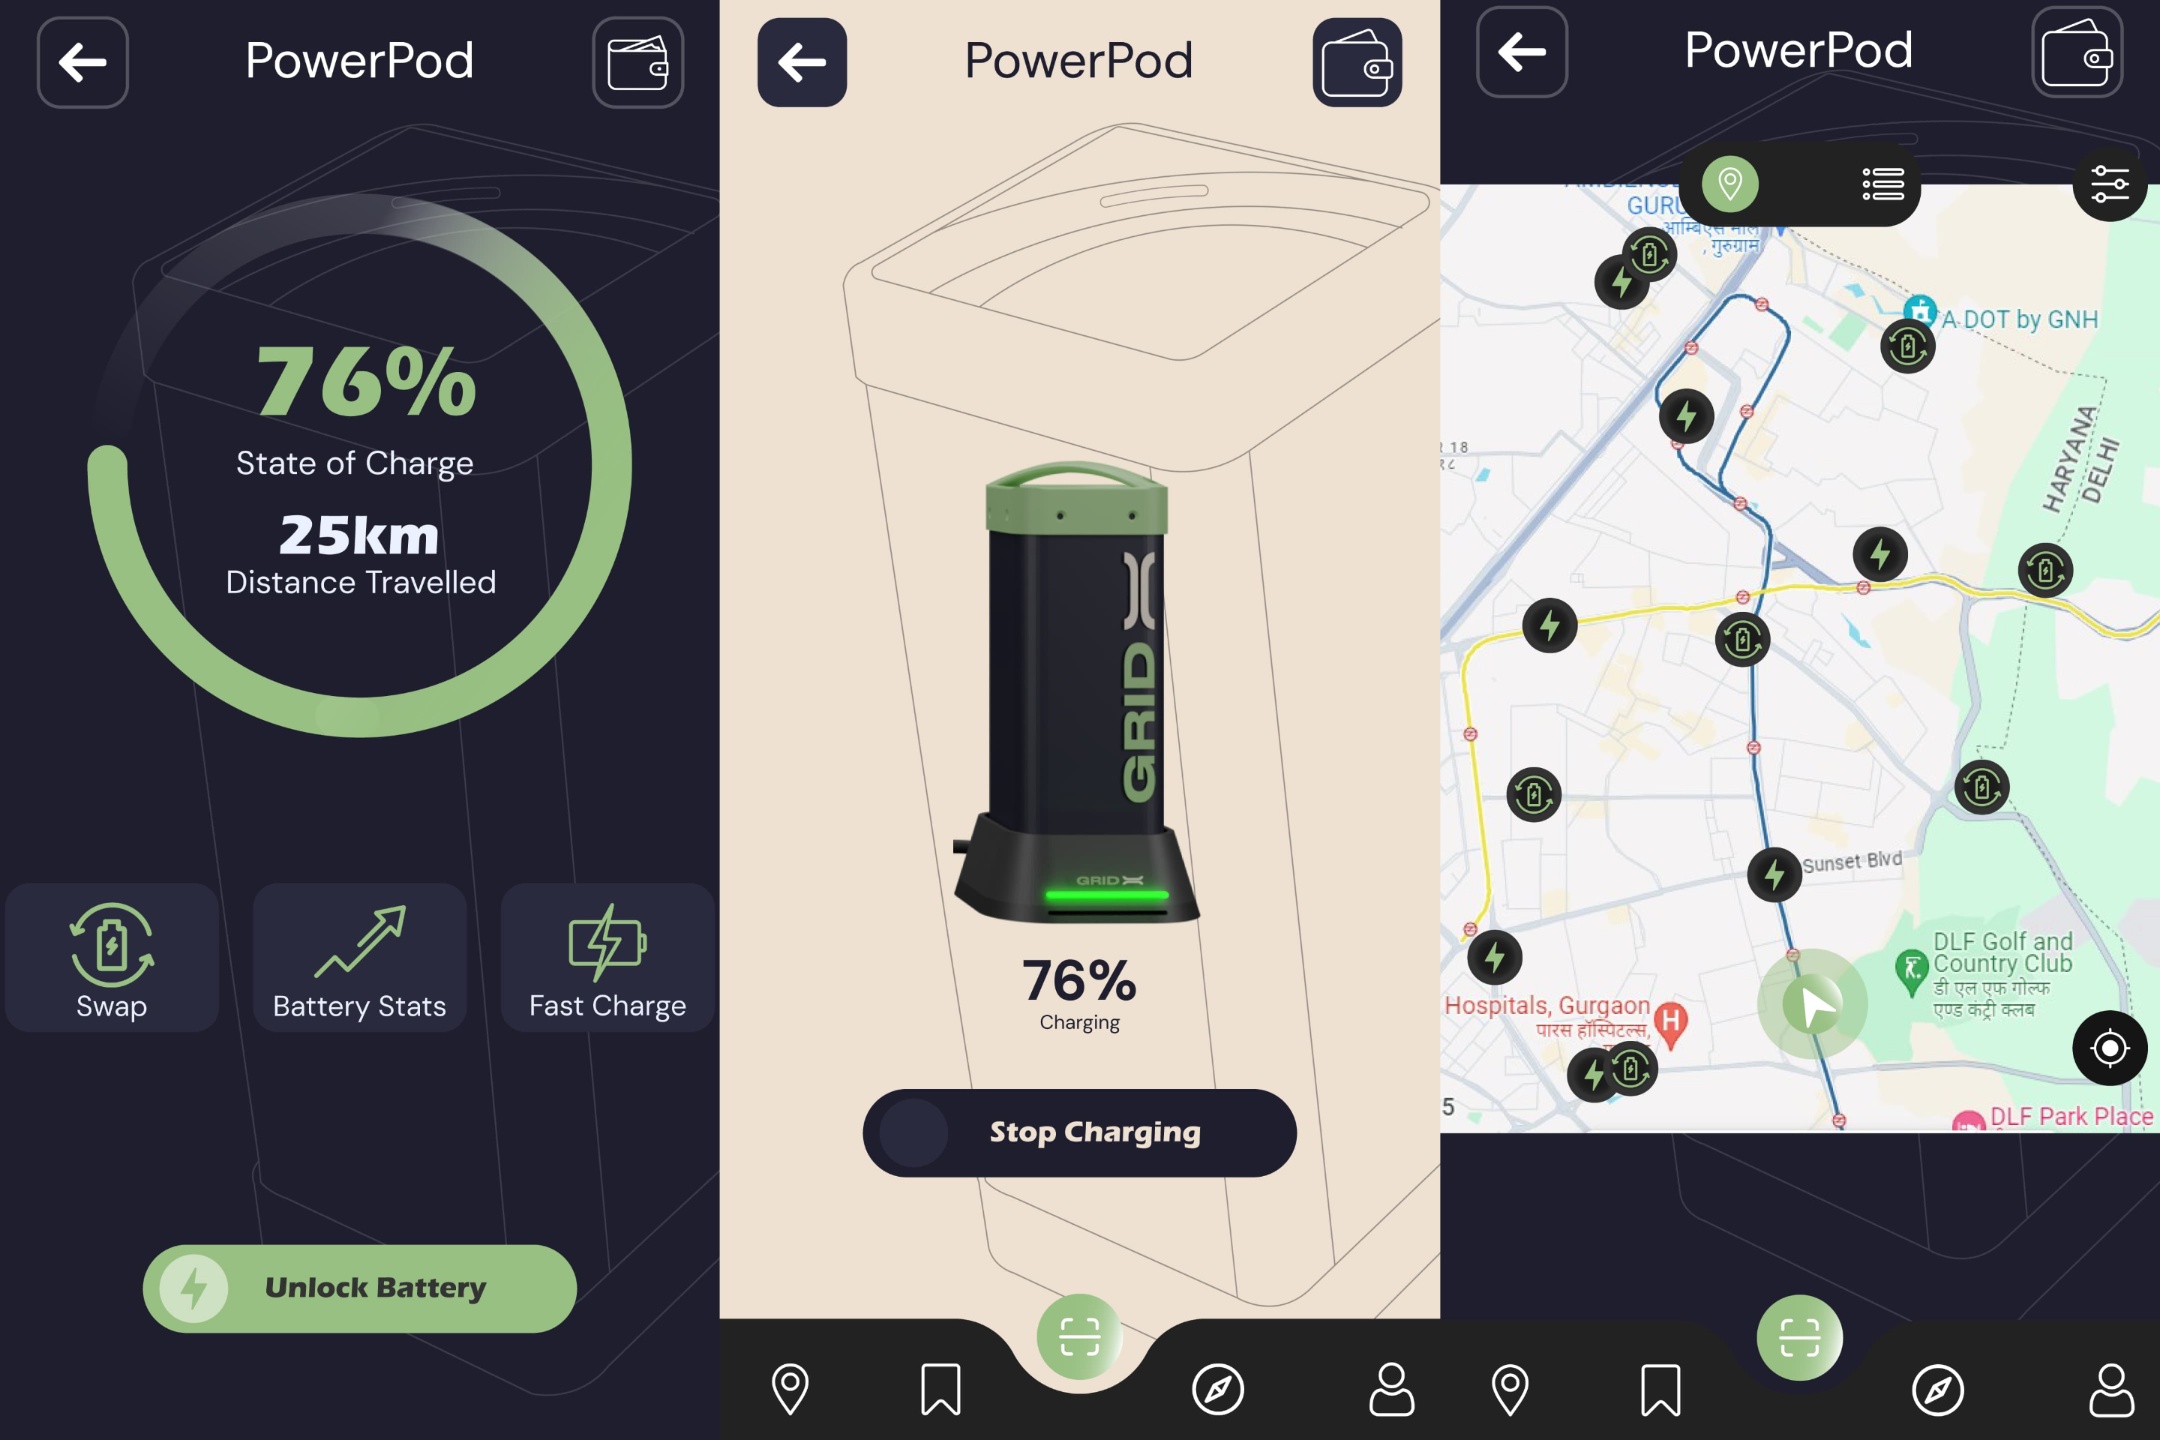 PowerPod
76%
State of Charge
25km
Distance Travelled
Swap
Battery Stats
Fast Charge
Unlock Battery
PowerPod
GRID
GRID
76%
Charging
Stop Charging
PowerPod
GURU
, गुरुग्राम
A DOT by GNH
HARYANA
DELHI
18
Sunset Blvd
DLF Golf and
Country Club
डी एल एफ गोल्फ
एण्ड कंट्री क्लब
Hospitals, Gurgaon
पारस हॉस्पिटल्स,
H
5
DLF Park Place